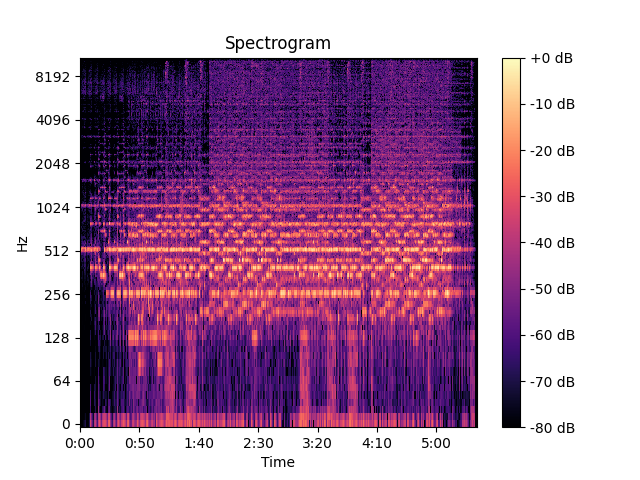 Spectrogram
8192
4096
2048
1024
512
256
128
64
0
Hz
0:00 0:50 1:40 2:30 3:20 4:10 5:00
Time
+0 dB
-10 dB
-20 dB
-30 dB
-40 dB
-50 dB
-60 dB
-70 dB
-80 dB